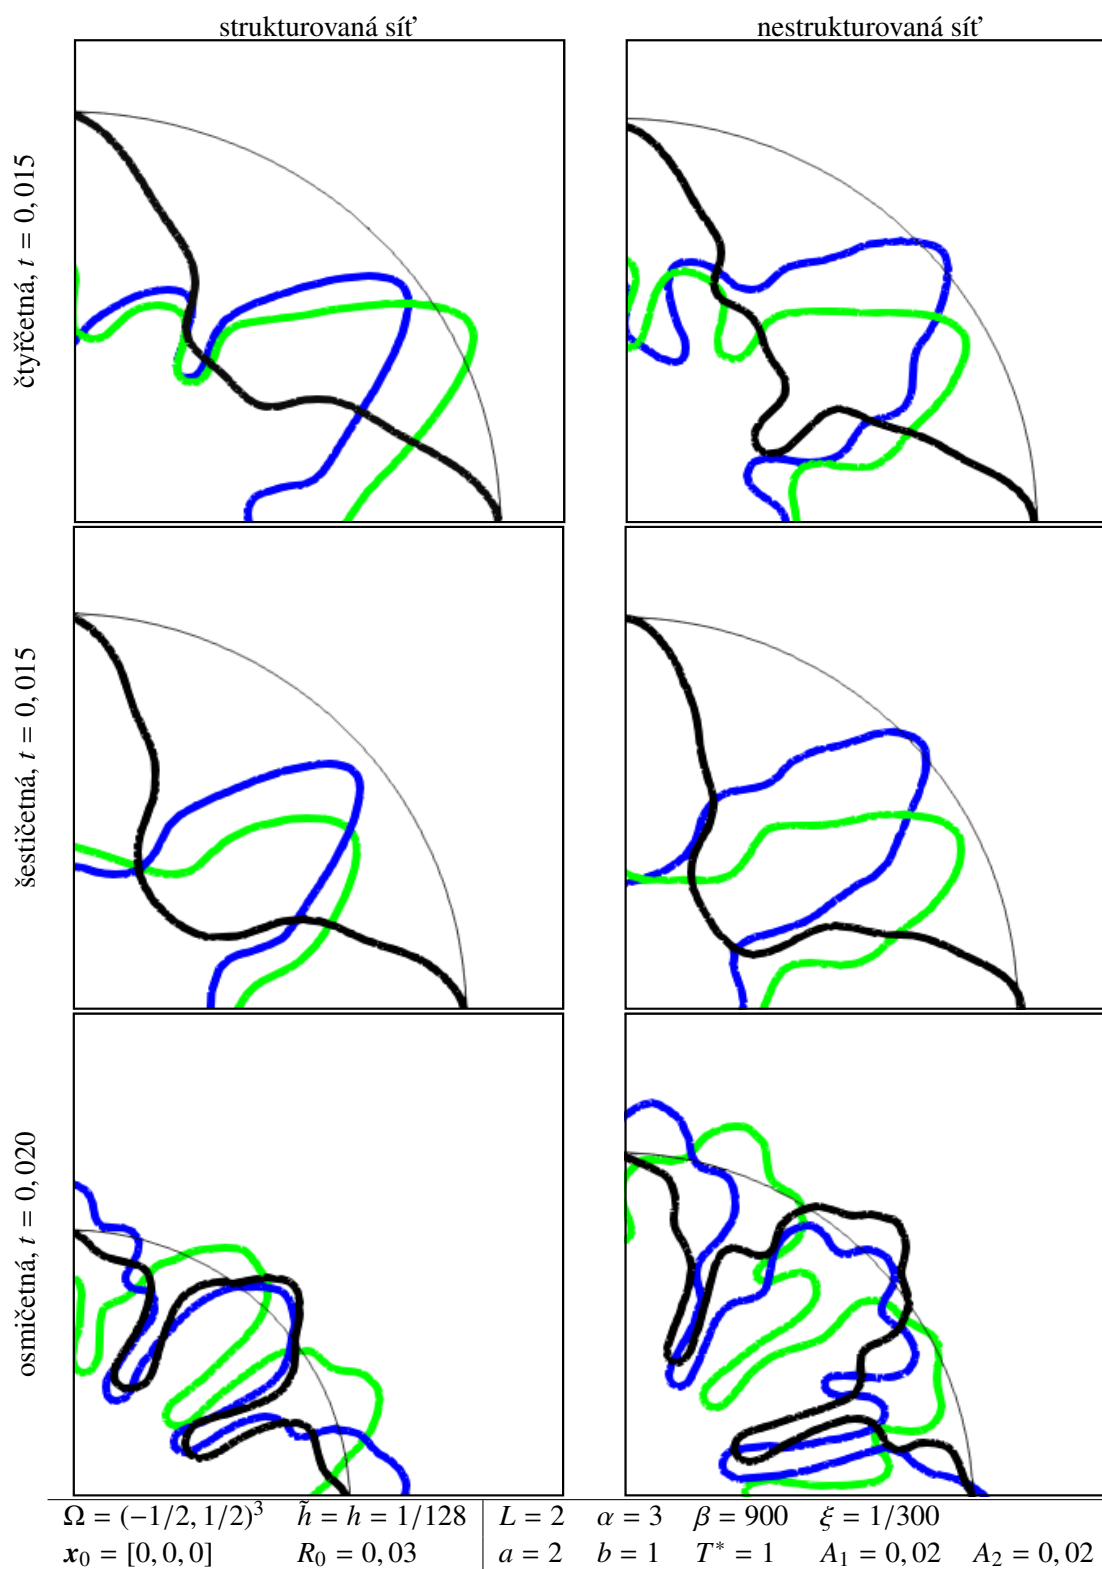 strukturovaná síť
nestrukturovaná síť
čtyřčetná, t = 0, 015
šestičetná, t = 0, 015
osmičetná, t = 0, 020
Ω = (−1/2, 1/2)³ h̃ = h = 1/128 L = 2 α = 3 β = 900 ξ = 1/300
x₀ = [0, 0, 0] R₀ = 0, 03 a = 2 b = 1 T* = 1 A₁ = 0, 02 A₂ = 0, 02